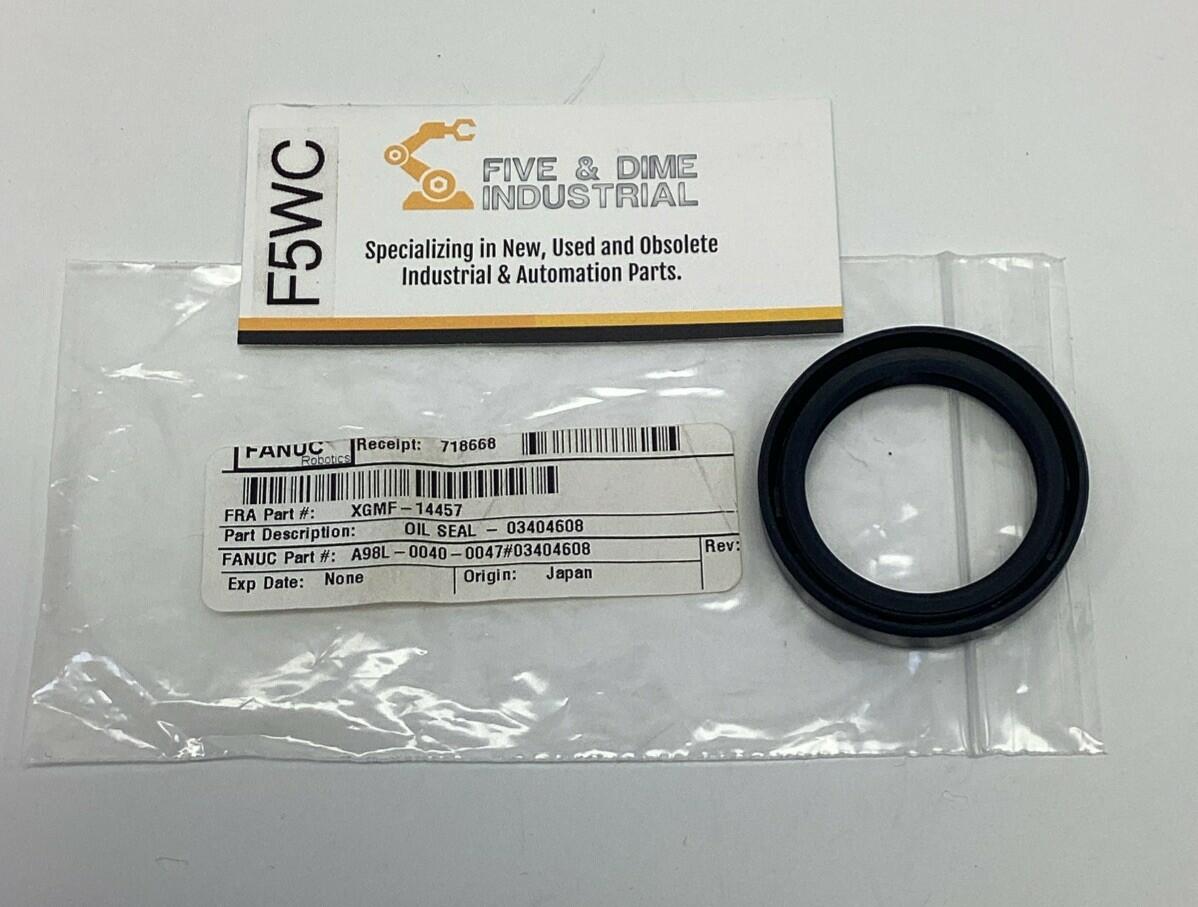 F5WC
FIVE & DIME
INDUSTRIAL
Specializing in New, Used and Obsolete
Industrial & Automation Parts.
FANUC
Robotics
Receipt: 718668
FRA Part #: XGMF-14457
Part Description: OIL SEAL - 03404608
FANUC Part #: A98L-0040-0047#03404608
Rev:
Exp Date: None
Origin: Japan